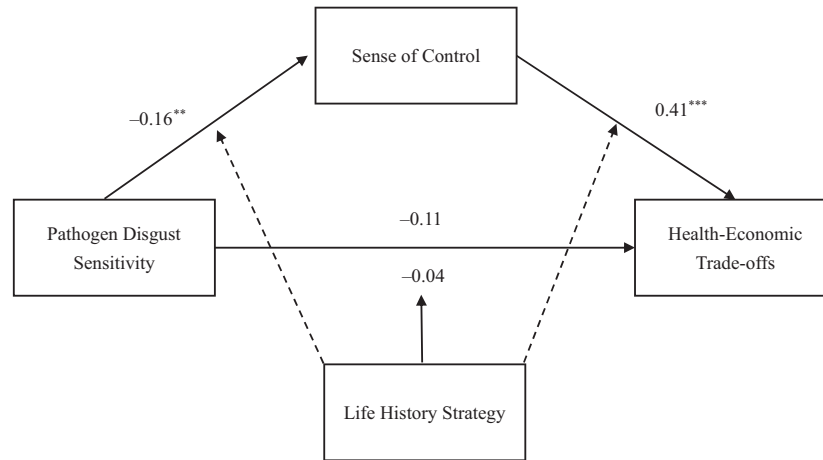 Sense of Control
–0.16**
0.41***
Pathogen Disgust
Sensitivity
–0.11
Health-Economic
Trade-offs
–0.04
Life History Strategy